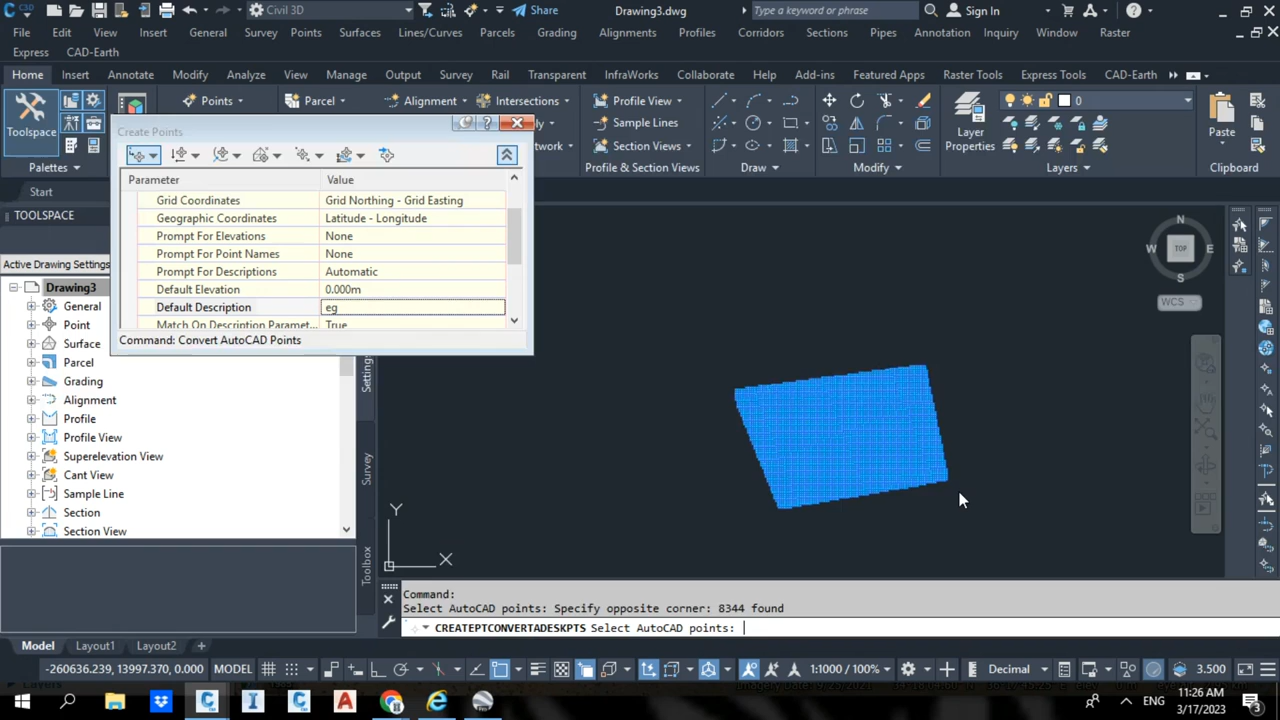 C3D
Civil 3D
Share
Drawing3.dwg
Type a keyword or phrase
Sign In
File Edit View Insert General Survey Points Surfaces Lines/Curves Parcels Grading Alignments Profiles Corridors Sections Pipes Annotation Inquiry Window Raster
Express CAD-Earth
Home Insert Annotate Modify Analyze View Manage Output Survey Rail Transparent InfraWorks Collaborate Help Add-ins Featured Apps Raster Tools Express Tools CAD-Earth
Points Parcel Alignment Intersections Profile View 0
Toolspace
Sample Lines
Section Views
Layer Properties
Paste
Palettes Profile & Section Views Draw Modify Layers Clipboard
Create Points
Parameter Value
Grid Coordinates Grid Northing - Grid Easting
Geographic Coordinates Latitude - Longitude
Prompt For Elevations None
Prompt For Point Names None
Prompt For Descriptions Automatic
Default Elevation 0.000m
Default Description eg
Match On Description Paramet... True
Command: Convert AutoCAD Points
Start
TOOLSPACE
Active Drawing Settings
Drawing3
General
Point
Surface
Parcel
Grading
Alignment
Profile
Profile View
Superelevation View
Cant View
Sample Line
Section
Section View
Settings
Survey
Toolbox
N
W TOP E
S
WCS
Y
X
Command:
Select AutoCAD points: Specify opposite corner: 8344 found
CREATEPTCONVERTADESKPTS Select AutoCAD points:
Model Layout1 Layout2 +
-260636.239, 13997.370, 0.000 MODEL 1:1000 / 100% Decimal 3.500
11:26 AM
3/17/2023
3